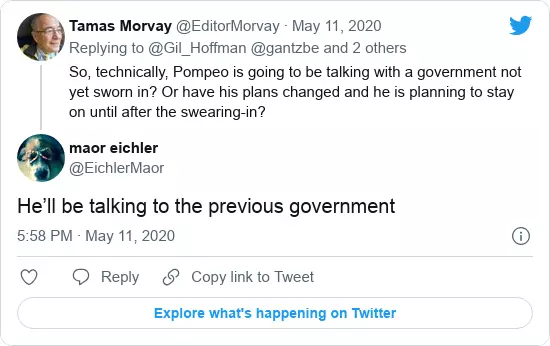 Tamas Morvay @EditorMorvay · May 11, 2020
Replying to @Gil_Hoffman @gantzbe and 2 others
So, technically, Pompeo is going to be talking with a government not
yet sworn in? Or have his plans changed and he is planning to stay
on until after the swearing-in?
maor eichler
@EichlerMaor
He’ll be talking to the previous government
5:58 PM · May 11, 2020
Reply Copy link to Tweet
Explore what's happening on Twitter